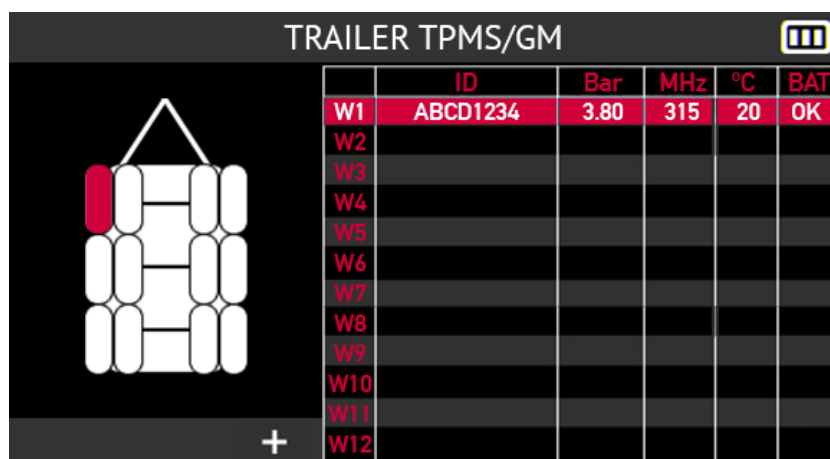 TRAILER TPMS/GM
ID Bar MHz °C BAT
W1 ABCD1234 3.80 315 20 OK
W2
W3
W4
W5
W6
W7
W8
W9
W10
W11
+ W12